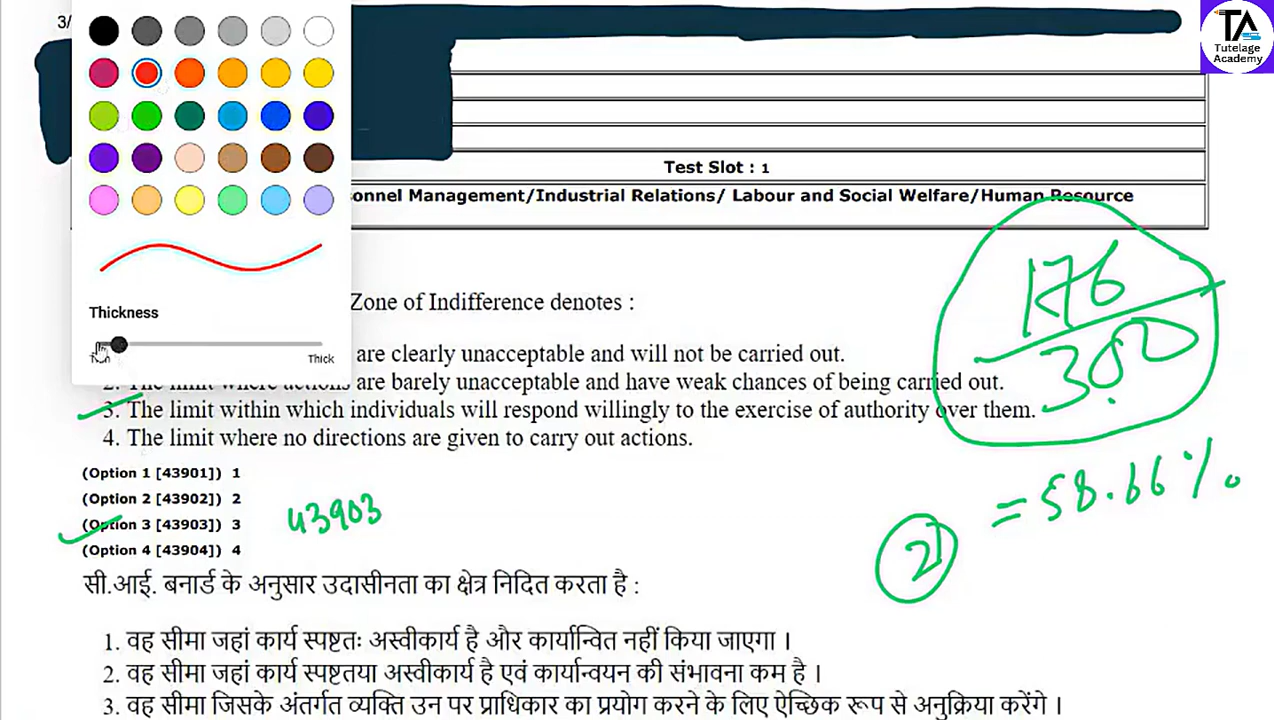 3/
TA
Tutelage
Academy
Test Slot : 1
onnel Management/Industrial Relations/ Labour and Social Welfare/Human Resource
Zone of Indifference denotes :
Thickness
Thick
are clearly unacceptable and will not be carried out.
2. The limit where actions are barely unacceptable and have weak chances of being carried out.
3. The limit within which individuals will respond willingly to the exercise of authority over them.
4. The limit where no directions are given to carry out actions.
176
300
(Option 1 [43901]) 1
(Option 2 [43902]) 2
(Option 3 [43903]) 3
(Option 4 [43904]) 4
43903
= 58.66%
2
सी.आई. बनार्ड के अनुसार उदासीनता का क्षेत्र निदित करता है :
1. वह सीमा जहां कार्य स्पष्टतः अस्वीकार्य है और कार्यान्वित नहीं किया जाएगा ।
2. वह सीमा जहां कार्य स्पष्टतया अस्वीकार्य है एवं कार्यान्वयन की संभावना कम है ।
3. वह सीमा जिसके अंतर्गत व्यक्ति उन पर प्राधिकार का प्रयोग करने के लिए ऐच्छिक रूप से अनुक्रिया करेंगे ।